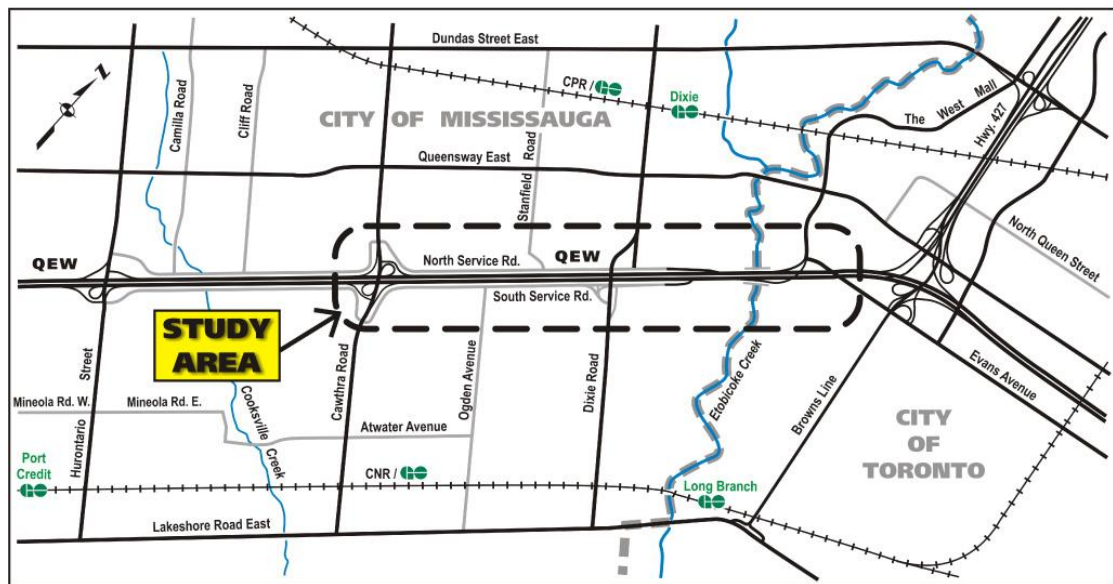 Dundas Street East
Camilla Road
Cliff Road
CPR / GO
Dixie
GO
The West Mall
Hwy. 427
CITY OF MISSISSAUGA
Stanfield Road
Queensway East
North Queen Street
QEW
North Service Rd.
QEW
South Service Rd.
STUDY
AREA
Hurontario Street
Cawthra Road
Ogden Avenue
Dixie Road
Etobicoke Creek
Browns Line
Evans Avenue
Mineola Rd. W.
Mineola Rd. E.
Cooksville Creek
Atwater Avenue
CITY
OF
TORONTO
Port
Credit
GO
CNR / GO
Long Branch
GO
Lakeshore Road East
Z